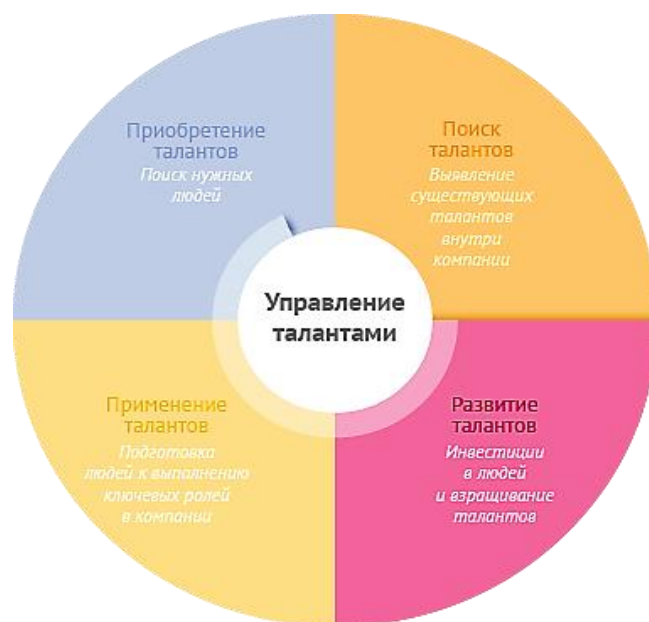 Приобретение
талантов
Поиск нужных
людей
Поиск
талантов
Выявление
существующих
талантов
внутри
компании
Управление
талантами
Применение
талантов
Подготовка
людей к выполнению
ключевых ролей
в компании
Развитие
талантов
Инвестиции
в людей
и взращивание
талантов